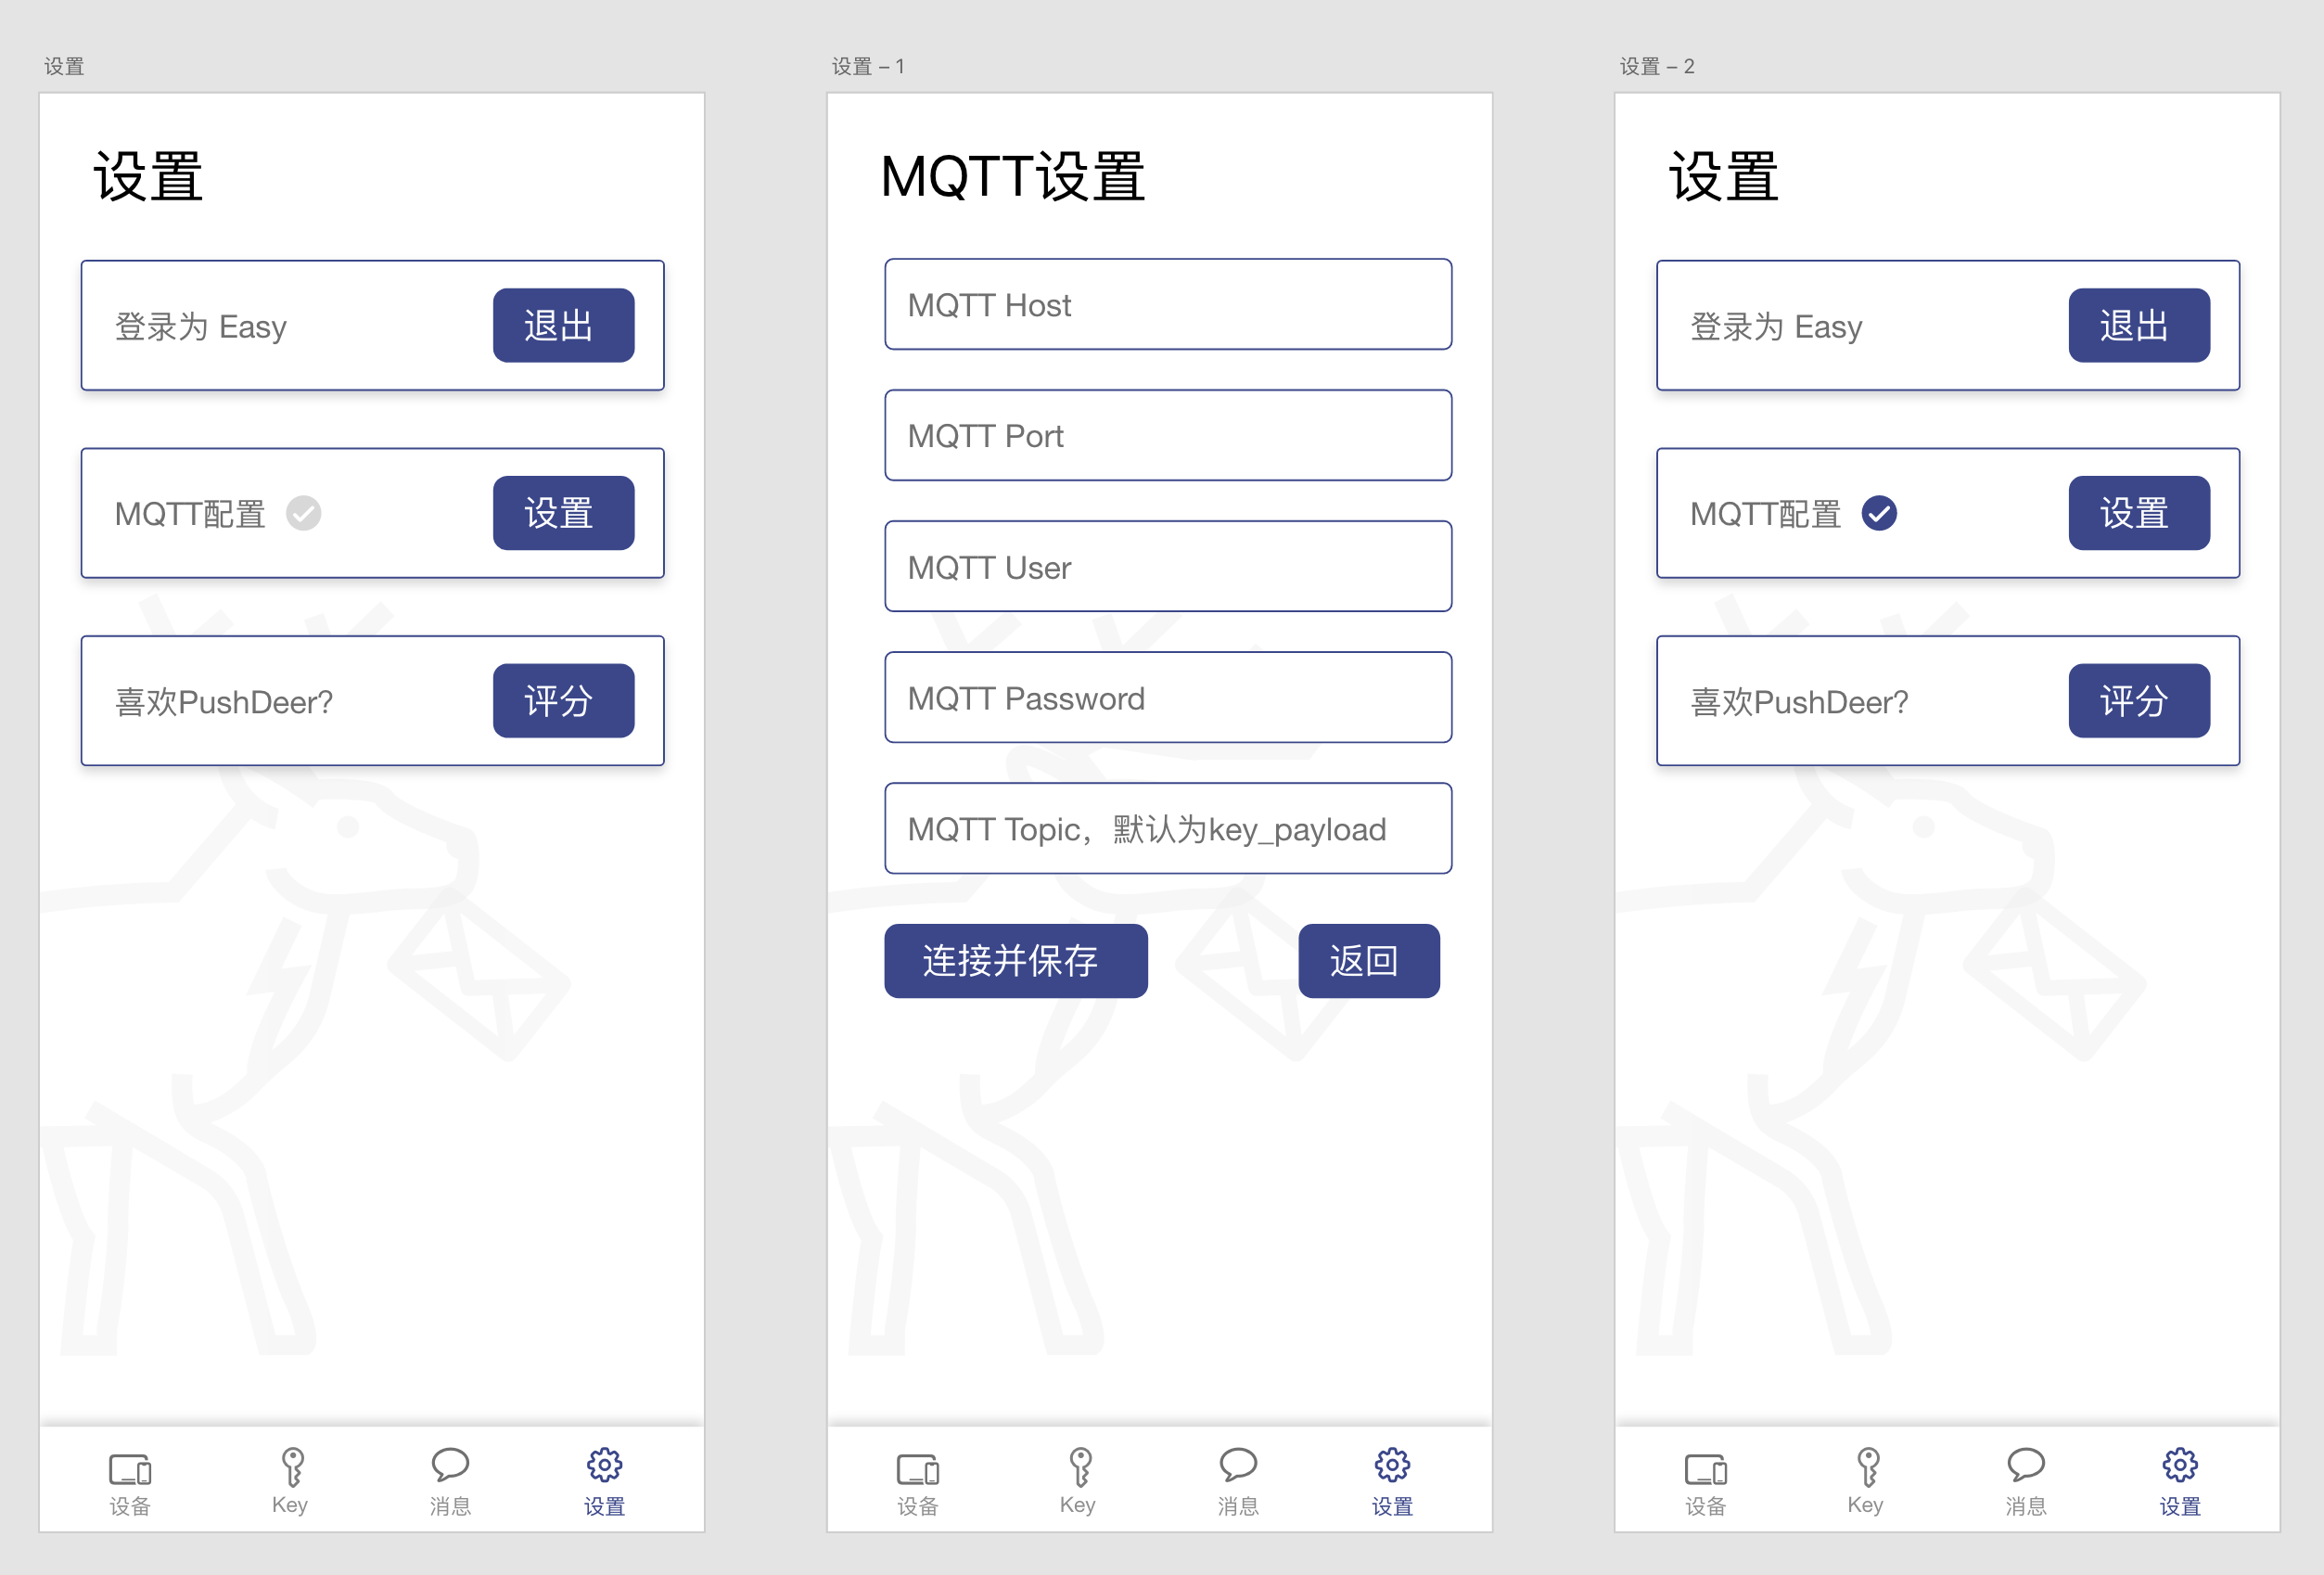 设置
设置
登录为 Easy
退出
MQTT配置
设置
喜欢PushDeer?
评分
设备
Key
消息
设置
设置 – 1
MQTT设置
MQTT Host
MQTT Port
MQTT User
MQTT Password
MQTT Topic，默认为key_payload
连接并保存
返回
设备
Key
消息
设置
设置 – 2
设置
登录为 Easy
退出
MQTT配置
设置
喜欢PushDeer?
评分
设备
Key
消息
设置